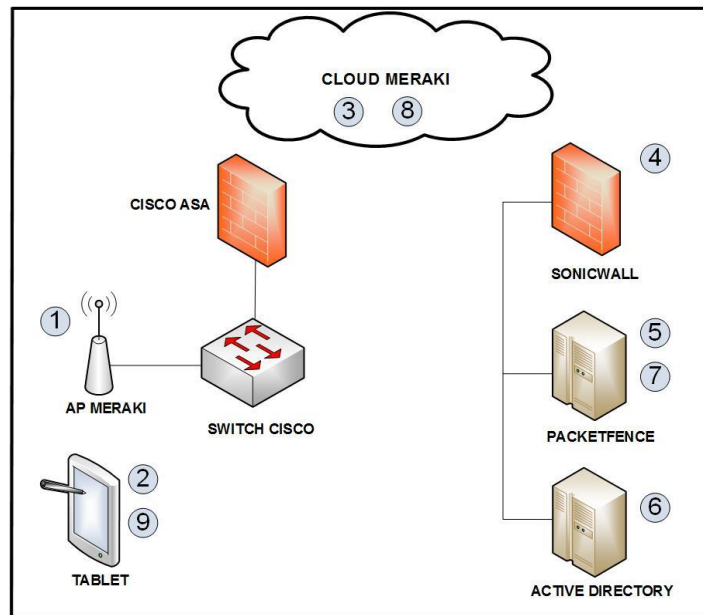 CLOUD MERAKI
3 8
4
CISCO ASA
SONICWALL
1
5
7
AP MERAKI
SWITCH CISCO
PACKETFENCE
2
6
9
TABLET
ACTIVE DIRECTORY